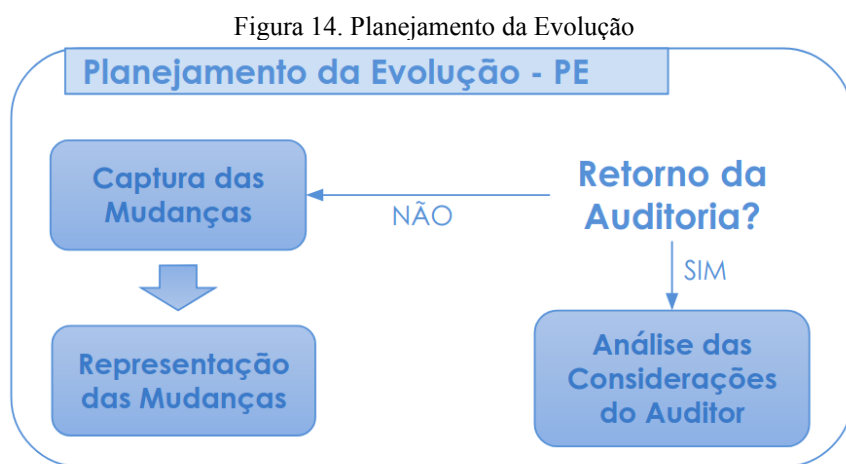 Figura 14. Planejamento da Evolução
Planejamento da Evolução - PE
Captura das
Mudanças
NÃO
Retorno da
Auditoria?
SIM
Representação
das Mudanças
Análise das
Considerações
do Auditor